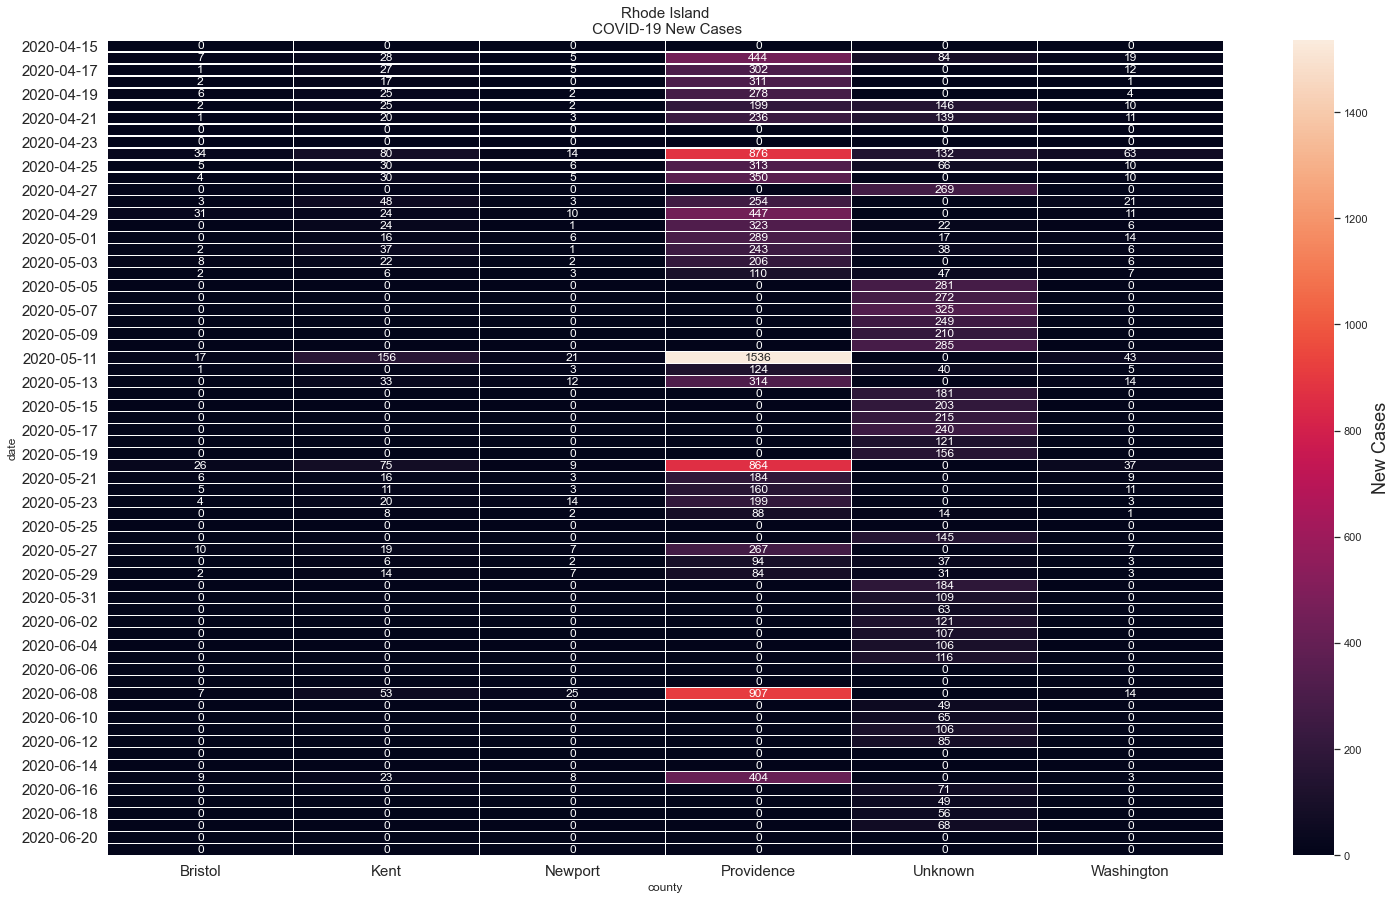 Rhode Island
COVID-19 New Cases
2020-04-15 0 0 0 0 0 0
7 28 5 444 84 19
2020-04-17 1 27 5 302 0 12
2 17 0 311 0 1
2020-04-19 6 25 2 278 0 4
2 25 2 199 146 10
2020-04-21 1 20 3 236 139 11
0 0 0 0 0 0
2020-04-23 0 0 0 0 0 0
34 80 14 876 132 63
2020-04-25 5 30 6 313 66 10
4 30 5 350 0 10
2020-04-27 0 0 0 0 269 0
3 48 3 254 0 21
2020-04-29 31 24 10 447 0 11
0 24 1 323 22 6
2020-05-01 0 16 6 289 17 14
2 37 1 243 38 6
2020-05-03 8 22 2 206 0 6
2 6 3 110 47 7
2020-05-05 0 0 0 0 281 0
0 0 0 0 272 0
2020-05-07 0 0 0 0 325 0
0 0 0 0 249 0
2020-05-09 0 0 0 0 210 0
0 0 0 0 285 0
2020-05-11 17 156 21 1536 0 43
1 0 3 124 40 5
2020-05-13 0 33 12 314 0 14
0 0 0 0 181 0
2020-05-15 0 0 0 0 203 0
0 0 0 0 215 0
2020-05-17 0 0 0 0 240 0
0 0 0 0 121 0
2020-05-19 0 0 0 0 156 0
26 75 9 864 0 37
2020-05-21 6 16 3 184 0 9
5 11 3 160 0 11
2020-05-23 4 20 14 199 0 3
0 8 2 88 14 1
2020-05-25 0 0 0 0 0 0
0 0 0 0 145 0
2020-05-27 10 19 7 267 0 7
0 6 2 94 37 3
2020-05-29 2 14 7 84 31 3
0 0 0 0 184 0
2020-05-31 0 0 0 0 109 0
0 0 0 0 63 0
2020-06-02 0 0 0 0 121 0
0 0 0 0 107 0
2020-06-04 0 0 0 0 106 0
0 0 0 0 116 0
2020-06-06 0 0 0 0 0 0
0 0 0 0 0 0
2020-06-08 7 53 25 907 0 14
0 0 0 0 49 0
2020-06-10 0 0 0 0 65 0
0 0 0 0 106 0
2020-06-12 0 0 0 0 85 0
0 0 0 0 0 0
2020-06-14 0 0 0 0 0 0
9 23 8 404 0 3
2020-06-16 0 0 0 0 71 0
0 0 0 0 49 0
2020-06-18 0 0 0 0 56 0
0 0 0 0 68 0
2020-06-20 0 0 0 0 0 0
0 0 0 0 0 0
Bristol Kent Newport Providence Unknown Washington
county
date
1400
1200
1000
800
600
400
200
0
New Cases